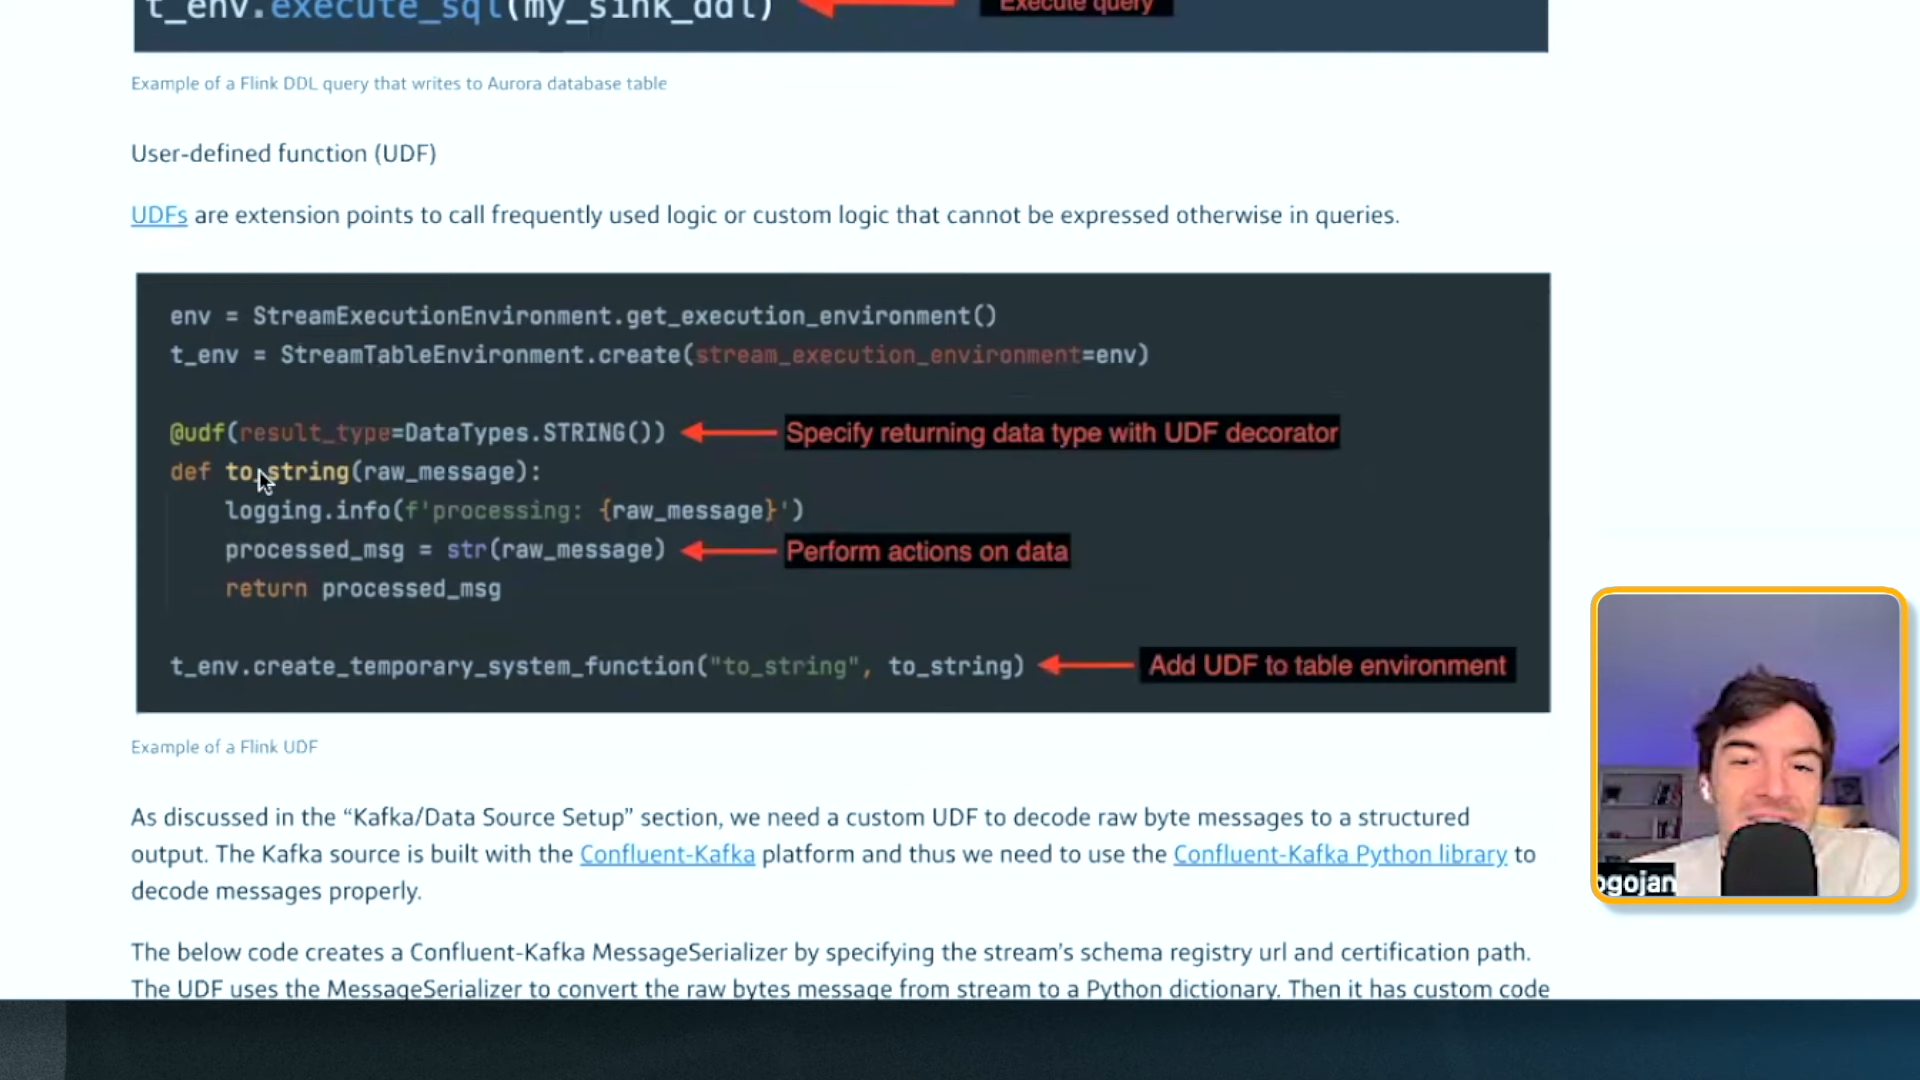 t_env.execute_sql(my_sink_ddl)
Execute query
Example of a Flink DDL query that writes to Aurora database table
User-defined function (UDF)
UDFs are extension points to call frequently used logic or custom logic that cannot be expressed otherwise in queries.
env = StreamExecutionEnvironment.get_execution_environment()
t_env = StreamTableEnvironment.create(stream_execution_environment=env)
@udf(result_type=DataTypes.STRING())
Specify returning data type with UDF decorator
def to_string(raw_message):
logging.info(f'processing: {raw_message}')
processed_msg = str(raw_message)
Perform actions on data
return processed_msg
t_env.create_temporary_system_function("to_string", to_string)
Add UDF to table environment
Example of a Flink UDF
As discussed in the “Kafka/Data Source Setup” section, we need a custom UDF to decode raw byte messages to a structured
output. The Kafka source is built with the Confluent-Kafka platform and thus we need to use the Confluent-Kafka Python library to
decode messages properly.
The below code creates a Confluent-Kafka MessageSerializer by specifying the stream’s schema registry url and certification path.
The UDF uses the MessageSerializer to convert the raw bytes message from stream to a Python dictionary. Then it has custom code
ogojan